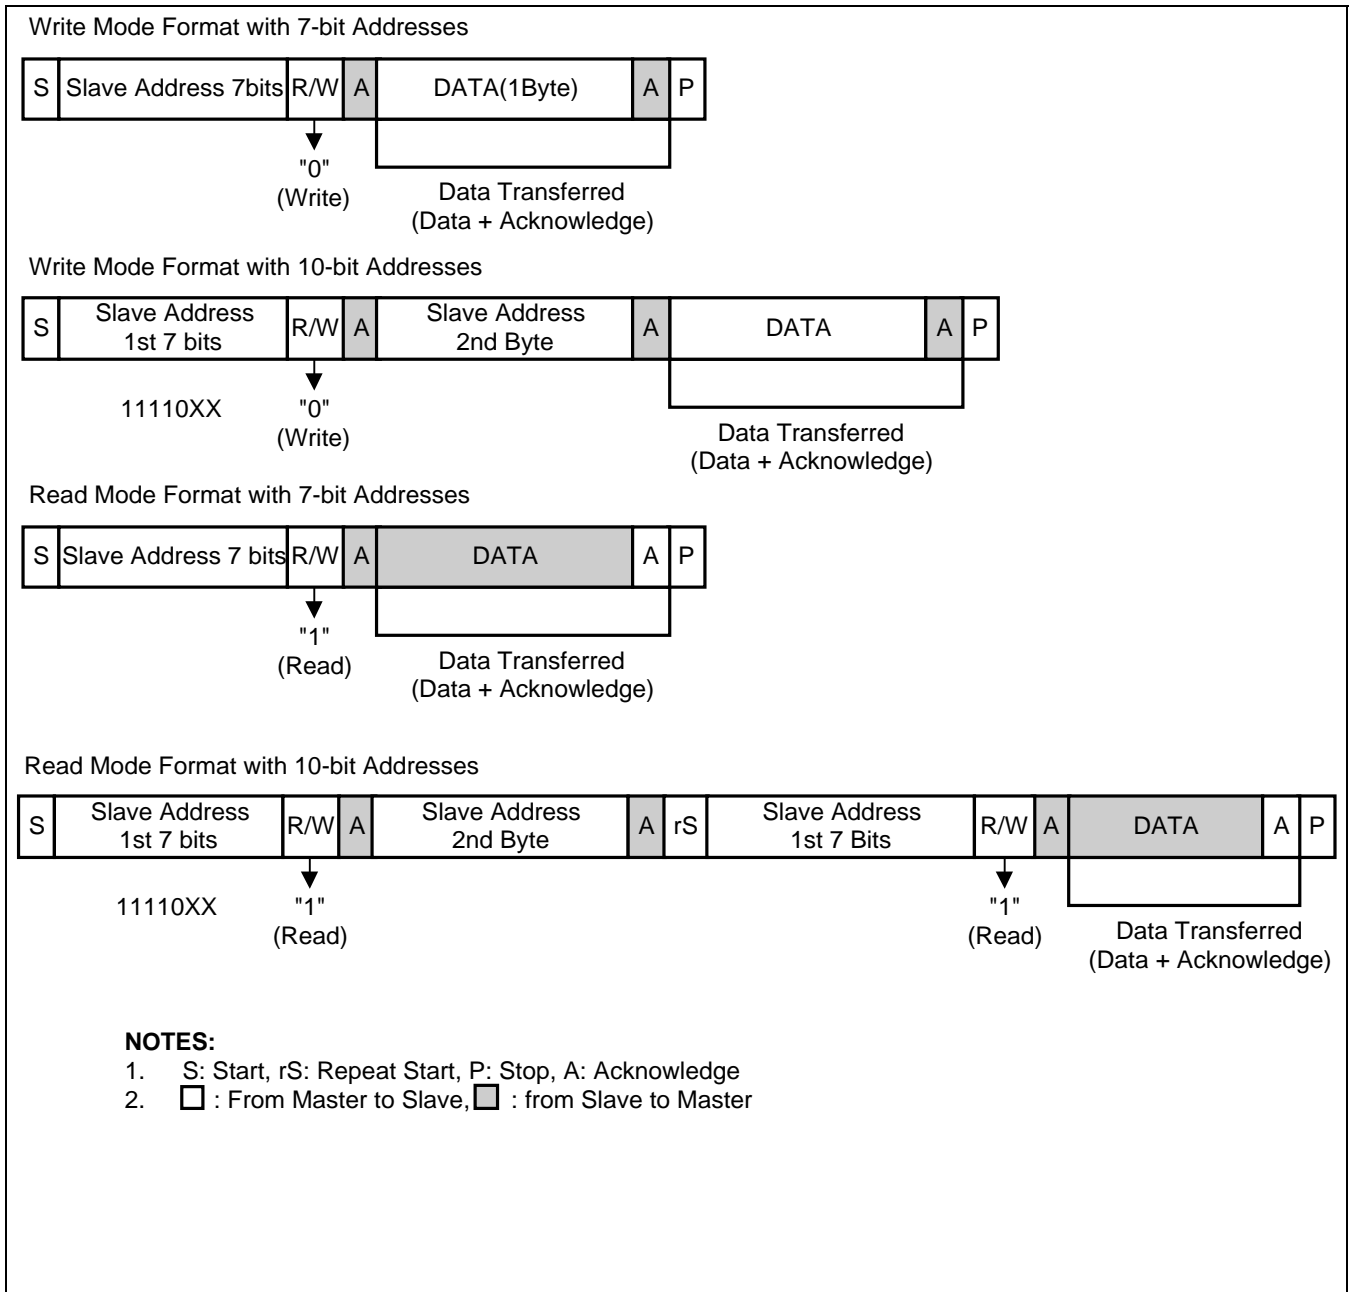 Write Mode Format with 7-bit Addresses
S Slave Address 7bits R/W A DATA(1Byte) A P
"0"
(Write)
Data Transferred
(Data + Acknowledge)
Write Mode Format with 10-bit Addresses
S Slave Address
1st 7 bits R/W A Slave Address
2nd Byte A DATA A P
11110XX "0"
(Write)
Data Transferred
(Data + Acknowledge)
Read Mode Format with 7-bit Addresses
S Slave Address 7 bits R/W A DATA A P
"1"
(Read)
Data Transferred
(Data + Acknowledge)
Read Mode Format with 10-bit Addresses
S Slave Address
1st 7 bits R/W A Slave Address
2nd Byte A rS Slave Address
1st 7 Bits R/W A DATA A P
11110XX "1"
(Read)
"1"
(Read)
Data Transferred
(Data + Acknowledge)
NOTES:
1. S: Start, rS: Repeat Start, P: Stop, A: Acknowledge
2. : From Master to Slave, : from Slave to Master